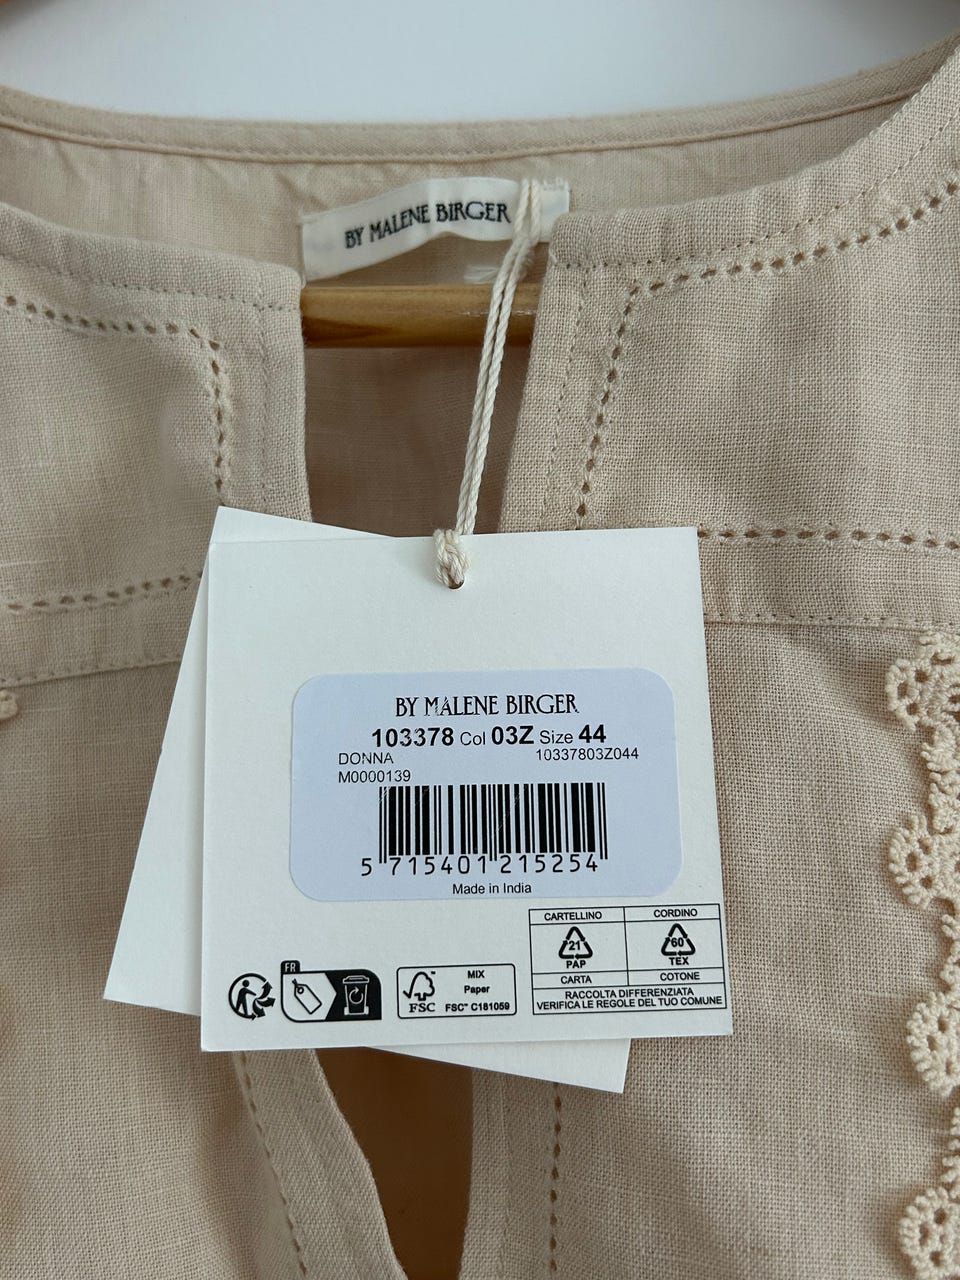 BY MALENE BIRGER
BY MALENE BIRGER
103378 Col 03Z Size 44
DONNA 10337803Z044
M0000139
5 715401 215254
Made in India
CARTELLINO CORDINO
21 60
PAP TEX
CARTA COTONE
RACCOLTA DIFFERENZIATA
VERIFICA LE REGOLE DEL TUO COMUNE
FR
FSC
MIX
Paper
FSC™ C181059